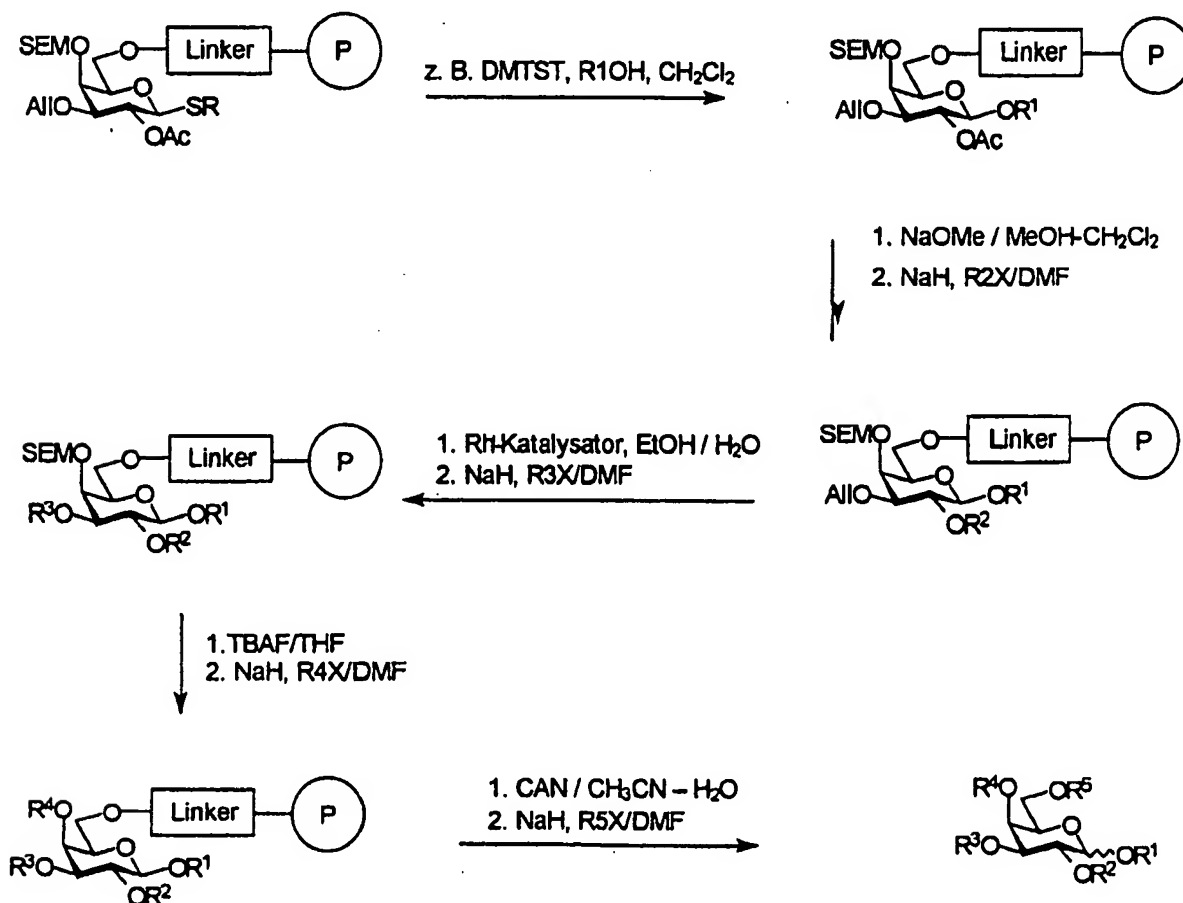 SEMO O Linker P
O SR
AllO OAc
z. B. DMTST, R1OH, CH₂Cl₂
SEMO O Linker P
O OR¹
AllO OAc
1. NaOMe / MeOH-CH₂Cl₂
2. NaH, R2X/DMF
SEMO O Linker P
O OR¹
R³O OR²
1. Rh-Katalysator, EtOH / H₂O
2. NaH, R3X/DMF
SEMO O Linker P
O OR¹
AllO OR²
1.TBAF/THF
2. NaH, R4X/DMF
R⁴O O Linker P
O OR¹
R³O OR²
1. CAN / CH₃CN – H₂O
2. NaH, R5X/DMF
R⁴O OR⁵
O OR¹
R³O OR²